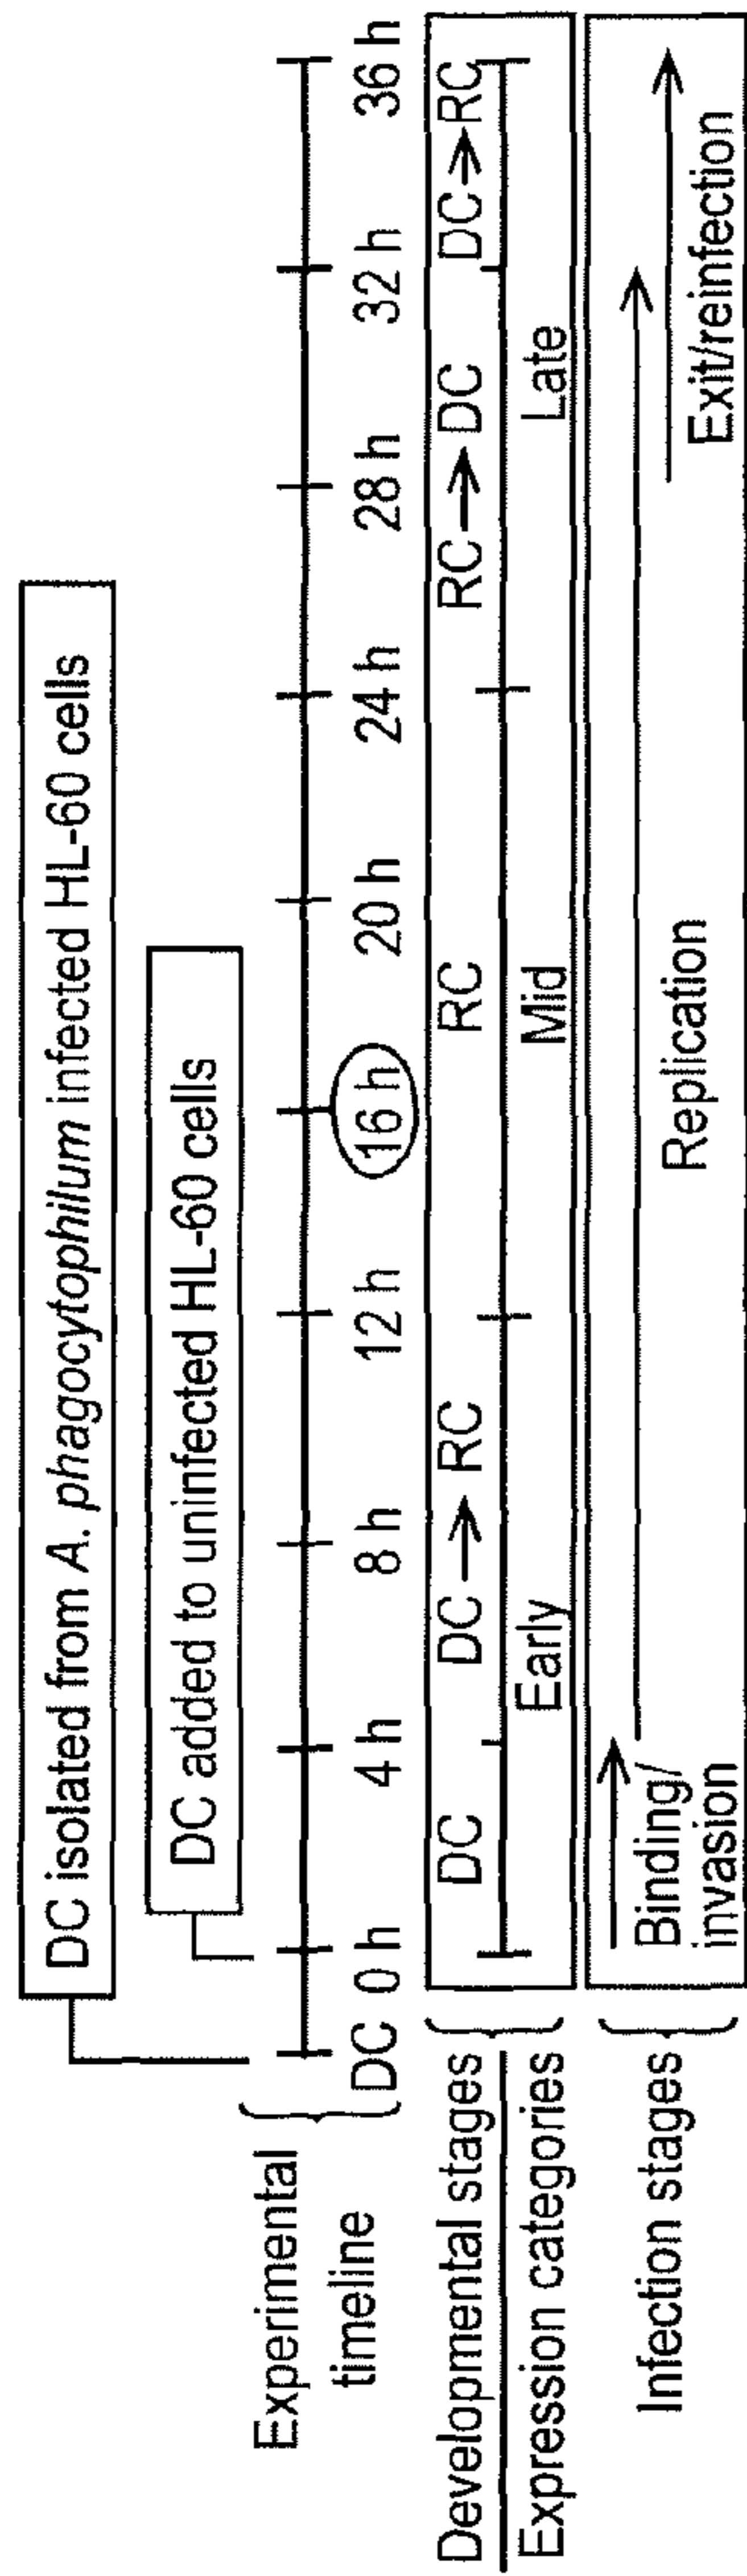 DC isolated from A. phagocytophilum infected HL-60 cells
DC added to uninfected HL-60 cells
Experimental
timeline
DC 0 h 4 h 8 h 12 h 16 h 20 h 24 h 28 h 32 h 36 h
Developmental stages
DC DC → RC RC RC → DC DC → RC
Expression categories
Early Mid Late
Infection stages
Binding/
invasion
Replication
Exit/reinfection